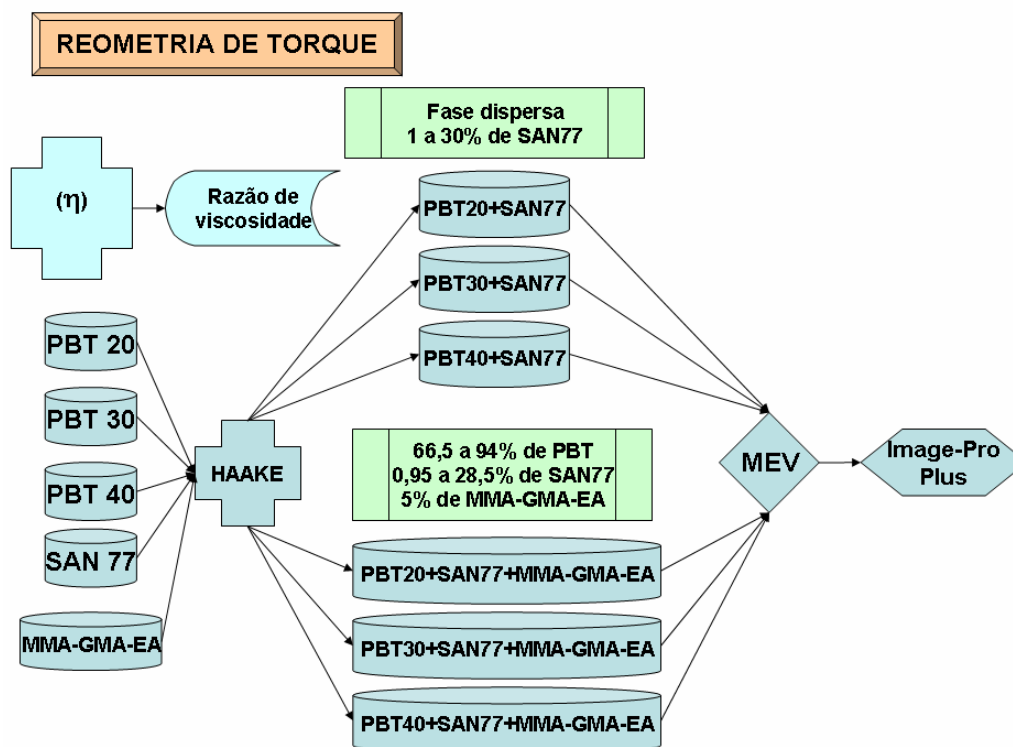 REOMETRIA DE TORQUE
Fase dispersa
1 a 30% de SAN77
(η)
Razão de
viscosidade
PBT20+SAN77
PBT30+SAN77
PBT40+SAN77
PBT 20
PBT 30
PBT 40
SAN 77
MMA-GMA-EA
HAAKE
66,5 a 94% de PBT
0,95 a 28,5% de SAN77
5% de MMA-GMA-EA
PBT20+SAN77+MMA-GMA-EA
PBT30+SAN77+MMA-GMA-EA
PBT40+SAN77+MMA-GMA-EA
MEV
Image-Pro
Plus